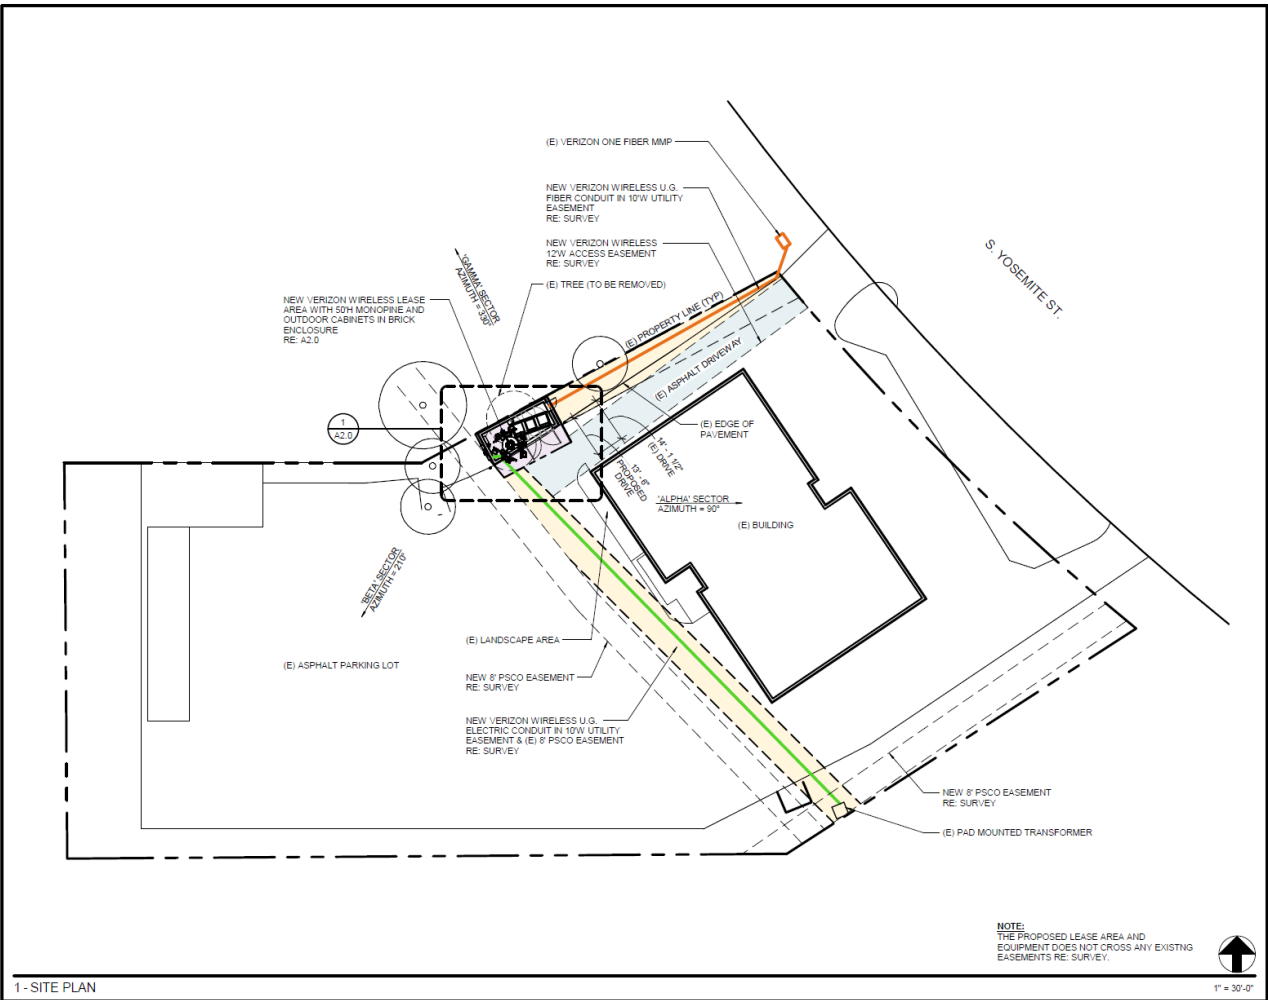 (E) VERIZON ONE FIBER MMP
NEW VERIZON WIRELESS U.G.
FIBER CONDUIT IN 10'W UTILITY
EASEMENT
RE: SURVEY
NEW VERIZON WIRELESS
12'W ACCESS EASEMENT
RE: SURVEY
(E) TREE (TO BE REMOVED)
'GAMMA' SECTOR
AZIMUTH = 330°
S. YOSEMITE ST.
NEW VERIZON WIRELESS LEASE
AREA WITH 50'H MONOPINE AND
OUTDOOR CABINETS IN BRICK
ENCLOSURE
RE: A2.0
(E) PROPERTY LINE (TYP)
(E) ASPHALT DRIVEWAY
1
A2.0
(E) EDGE OF
PAVEMENT
14' - 1 1/2"
(E) DRIVE
13' - 6"
PROPOSED
DRIVE
'ALPHA' SECTOR
AZIMUTH = 90°
(E) BUILDING
'BETA' SECTOR
AZIMUTH = 210°
(E) LANDSCAPE AREA
(E) ASPHALT PARKING LOT
NEW 8' PSCO EASEMENT
RE: SURVEY
NEW VERIZON WIRELESS U.G.
ELECTRIC CONDUIT IN 10'W UTILITY
EASEMENT & (E) 8' PSCO EASEMENT
RE: SURVEY
NEW 8' PSCO EASEMENT
RE: SURVEY
(E) PAD MOUNTED TRANSFORMER
NOTE:
THE PROPOSED LEASE AREA AND
EQUIPMENT DOES NOT CROSS ANY EXISTNG
EASEMENTS RE: SURVEY.
1 - SITE PLAN
1" = 30'-0"